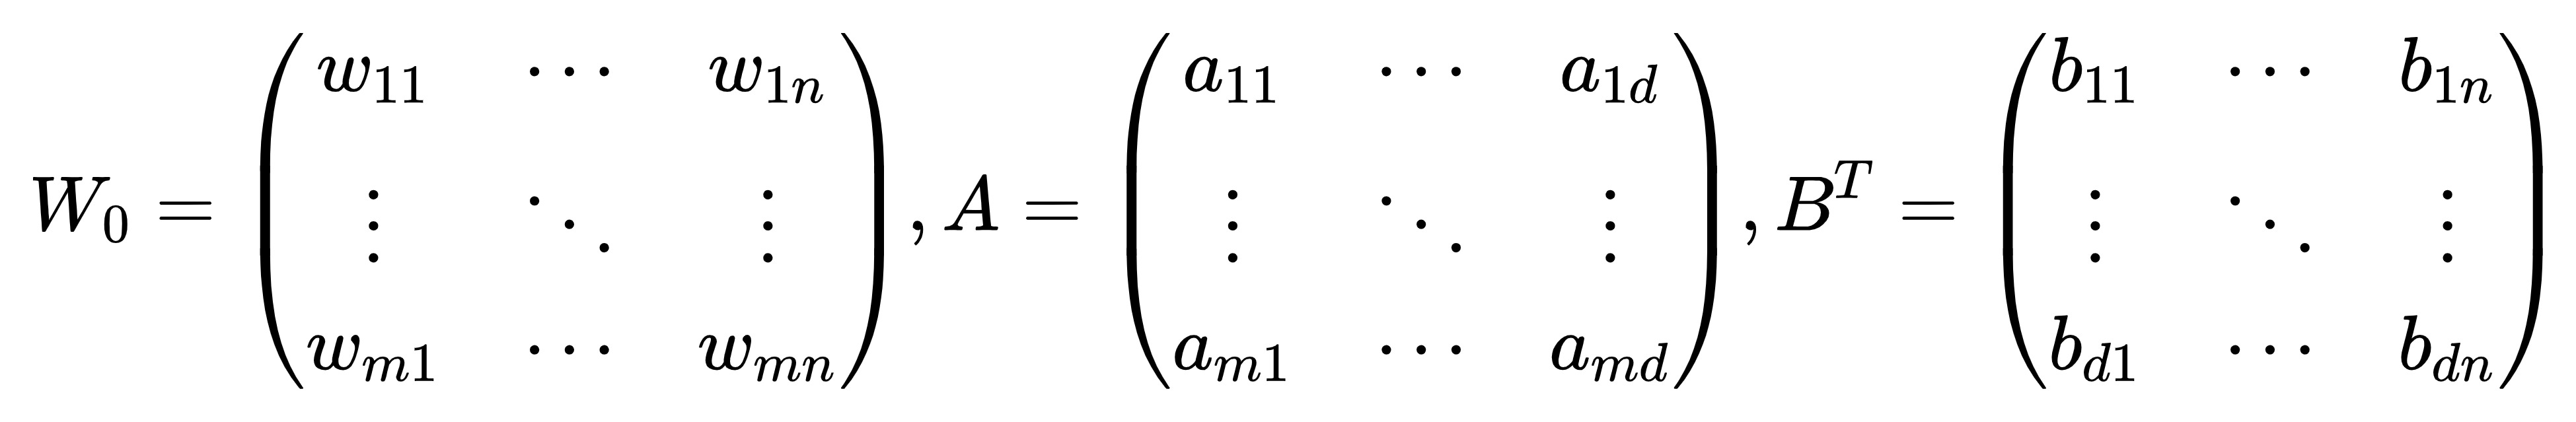 W_0 = \begin{pmatrix} w_{11} & \cdots & w_{1n} \\ \vdots & \ddots & \vdots \\ w_{m1} & \cdots & w_{mn} \end{pmatrix}, A = \begin{pmatrix} a_{11} & \cdots & a_{1d} \\ \vdots & \ddots & \vdots \\ a_{m1} & \cdots & a_{md} \end{pmatrix}, B^T = \begin{pmatrix} b_{11} & \cdots & b_{1n} \\ \vdots & \ddots & \vdots \\ b_{d1} & \cdots & b_{dn} \end{pmatrix}